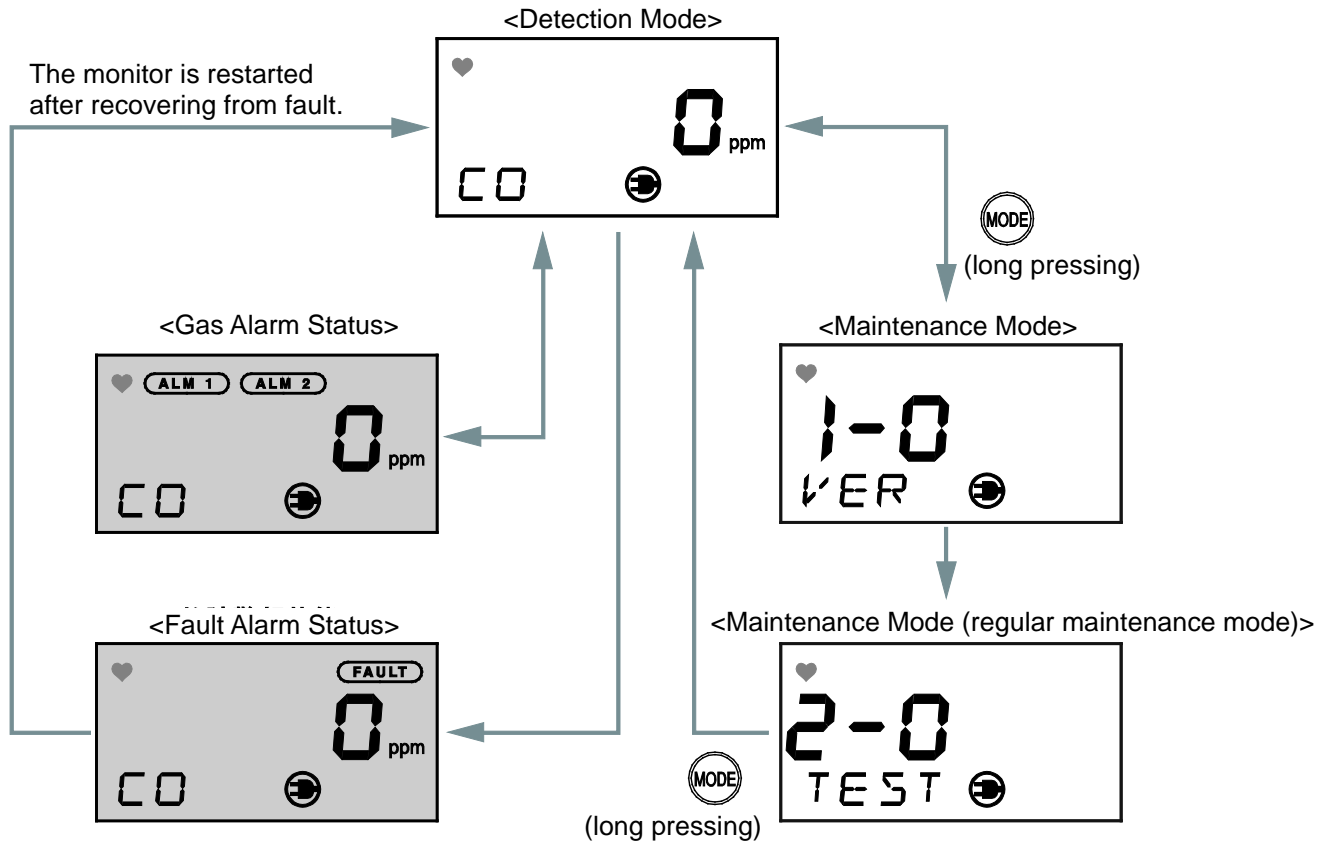 <Detection Mode>
The monitor is restarted
after recovering from fault.
0 ppm
CO
MODE
(long pressing)
<Gas Alarm Status>
ALM 1 ALM 2
0 ppm
CO
<Maintenance Mode>
1-0
VER
<Fault Alarm Status>
FAULT
0 ppm
CO
<Maintenance Mode (regular maintenance mode)>
2-0
TEST
MODE
(long pressing)